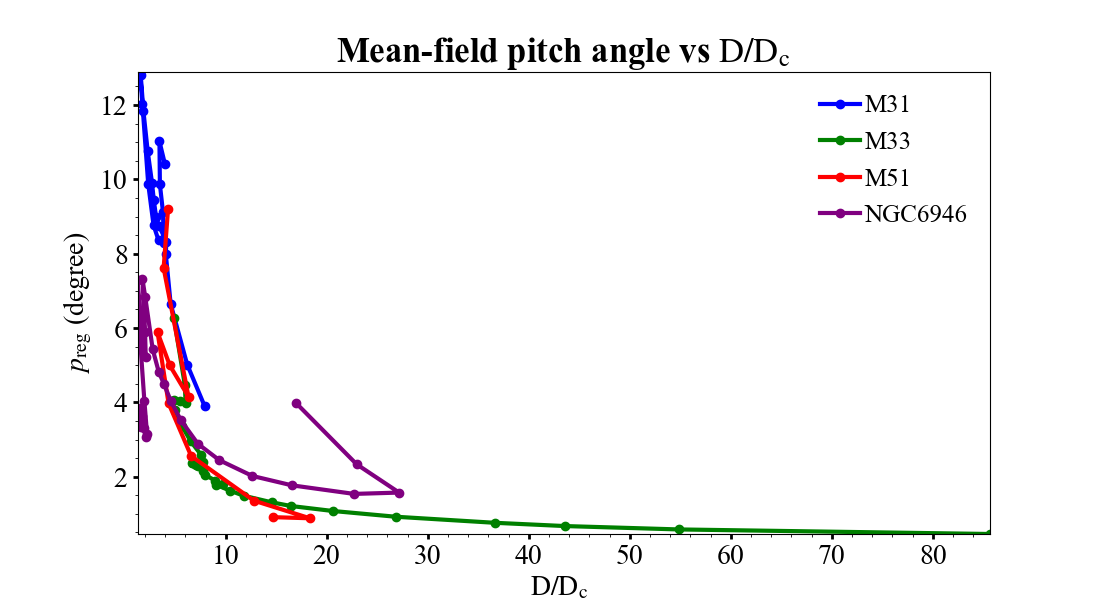 Mean-field pitch angle vs D/Dc
M31
M33
M51
NGC6946
12
10
8
6
4
2
preg (degree)
10 20 30 40 50 60 70 80
D/Dc